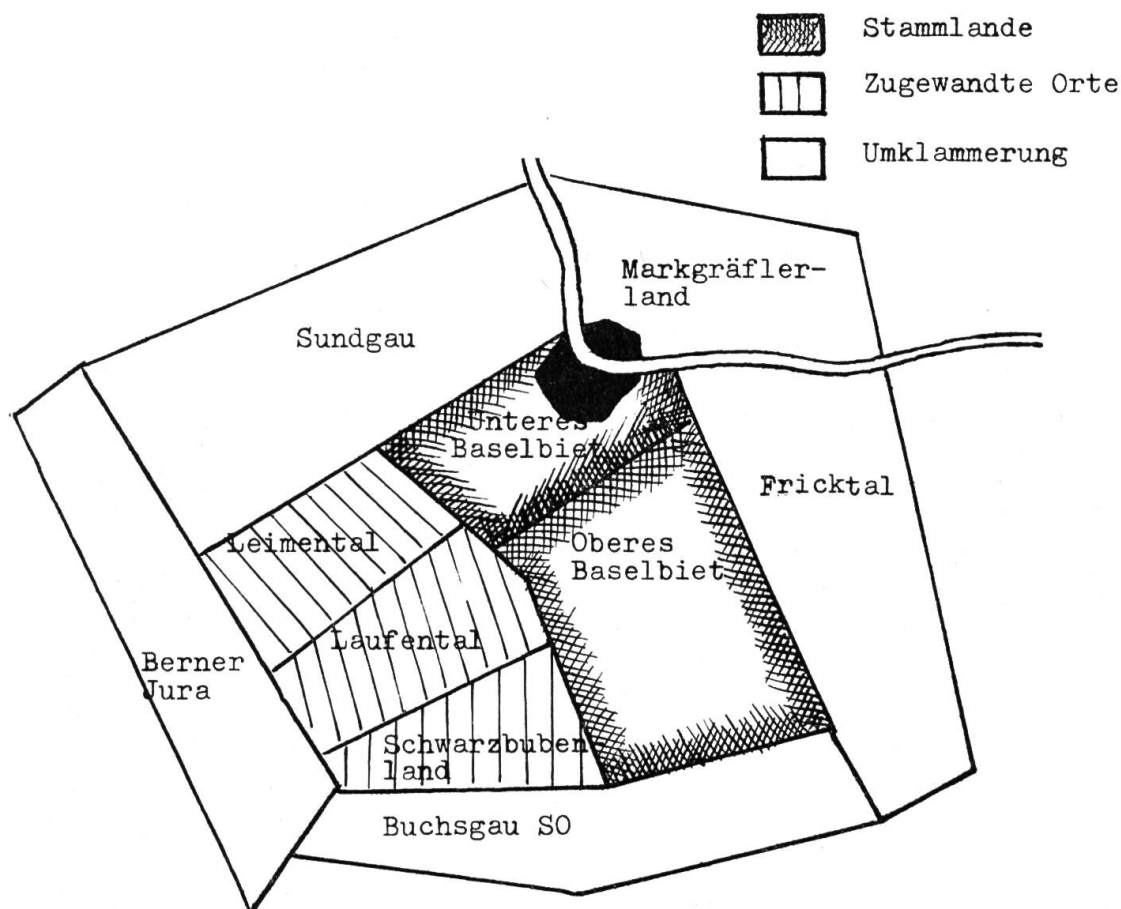 Stammlande
Zugewandte Orte
Umklammerung
Markgräfler-
land
Sundgau
Unteres
Baselbiet
Fricktal
Leimental
Oberes
Baselbiet
Laufental
Berner
Jura
Schwarzbuben
land
Buchsgau SO